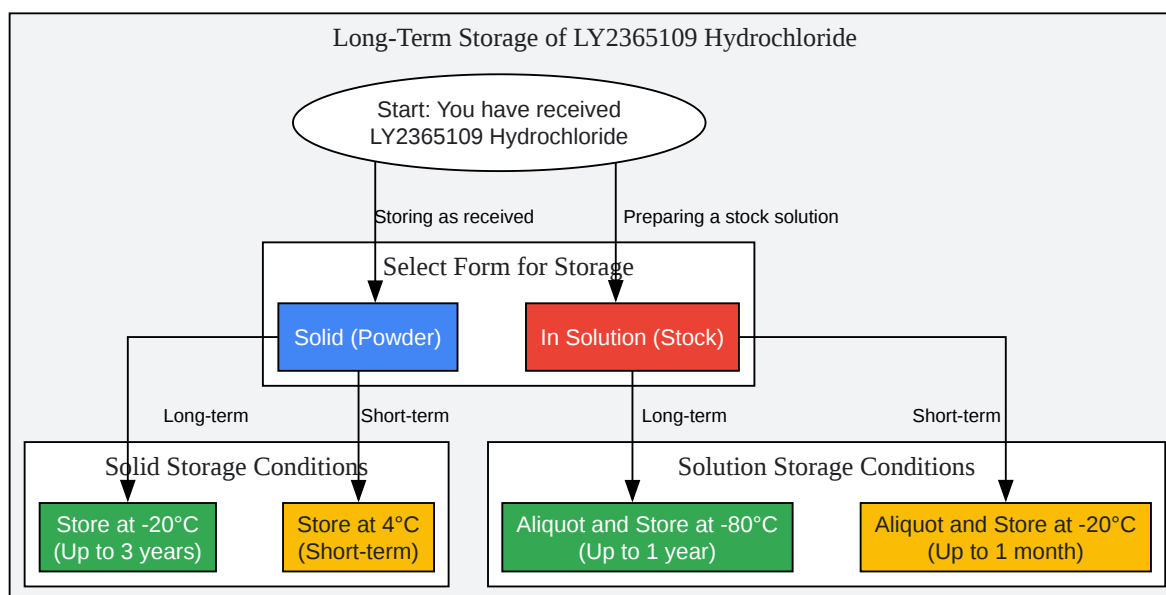 Long-Term Storage of LY2365109 Hydrochloride
Start: You have received
LY2365109 Hydrochloride
Storing as received
Preparing a stock solution
Select Form for Storage
Solid (Powder)
In Solution (Stock)
Long-term
Short-term
Long-term
Short-term
Solid Storage Conditions
Solution Storage Conditions
Store at -20°C
(Up to 3 years)
Store at 4°C
(Short-term)
Aliquot and Store at -80°C
(Up to 1 year)
Aliquot and Store at -20°C
(Up to 1 month)